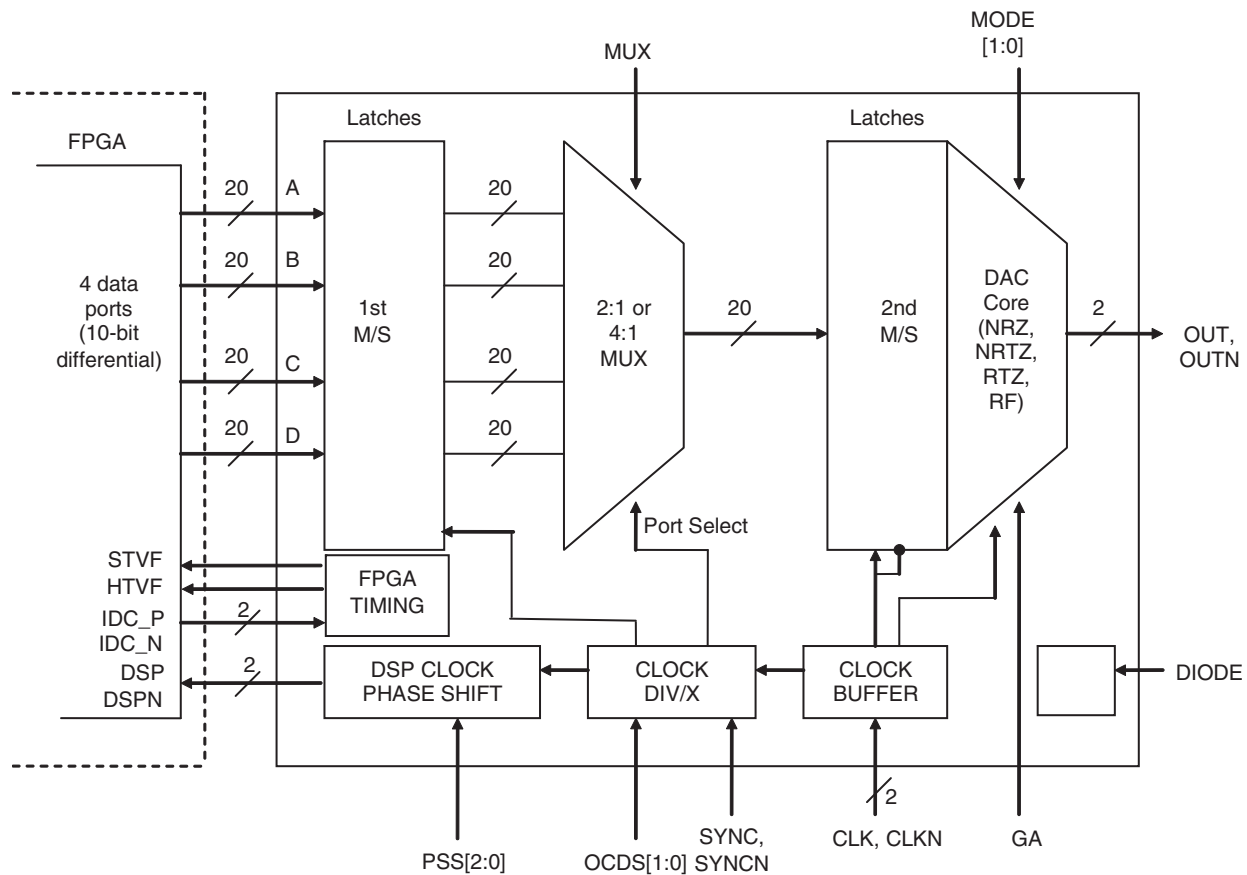 MODE
[1:0]
MUX
Latches
Latches
FPGA
20
A
20
20
B
20
4 data
ports
(10-bit
differential)
1st
M/S
2:1 or
4:1
MUX
20
2nd
M/S
DAC
Core
(NRZ,
NRTZ,
RTZ,
RF)
2
OUT,
OUTN
20
C
20
20
D
20
Port Select
STVF
HTVF
IDC_P
IDC_N
2
FPGA
TIMING
DSP
DSPN
2
DSP CLOCK
PHASE SHIFT
CLOCK
DIV/X
CLOCK
BUFFER
DIODE
2
PSS[2:0]
OCDS[1:0]
SYNC,
SYNCN
CLK, CLKN
GA